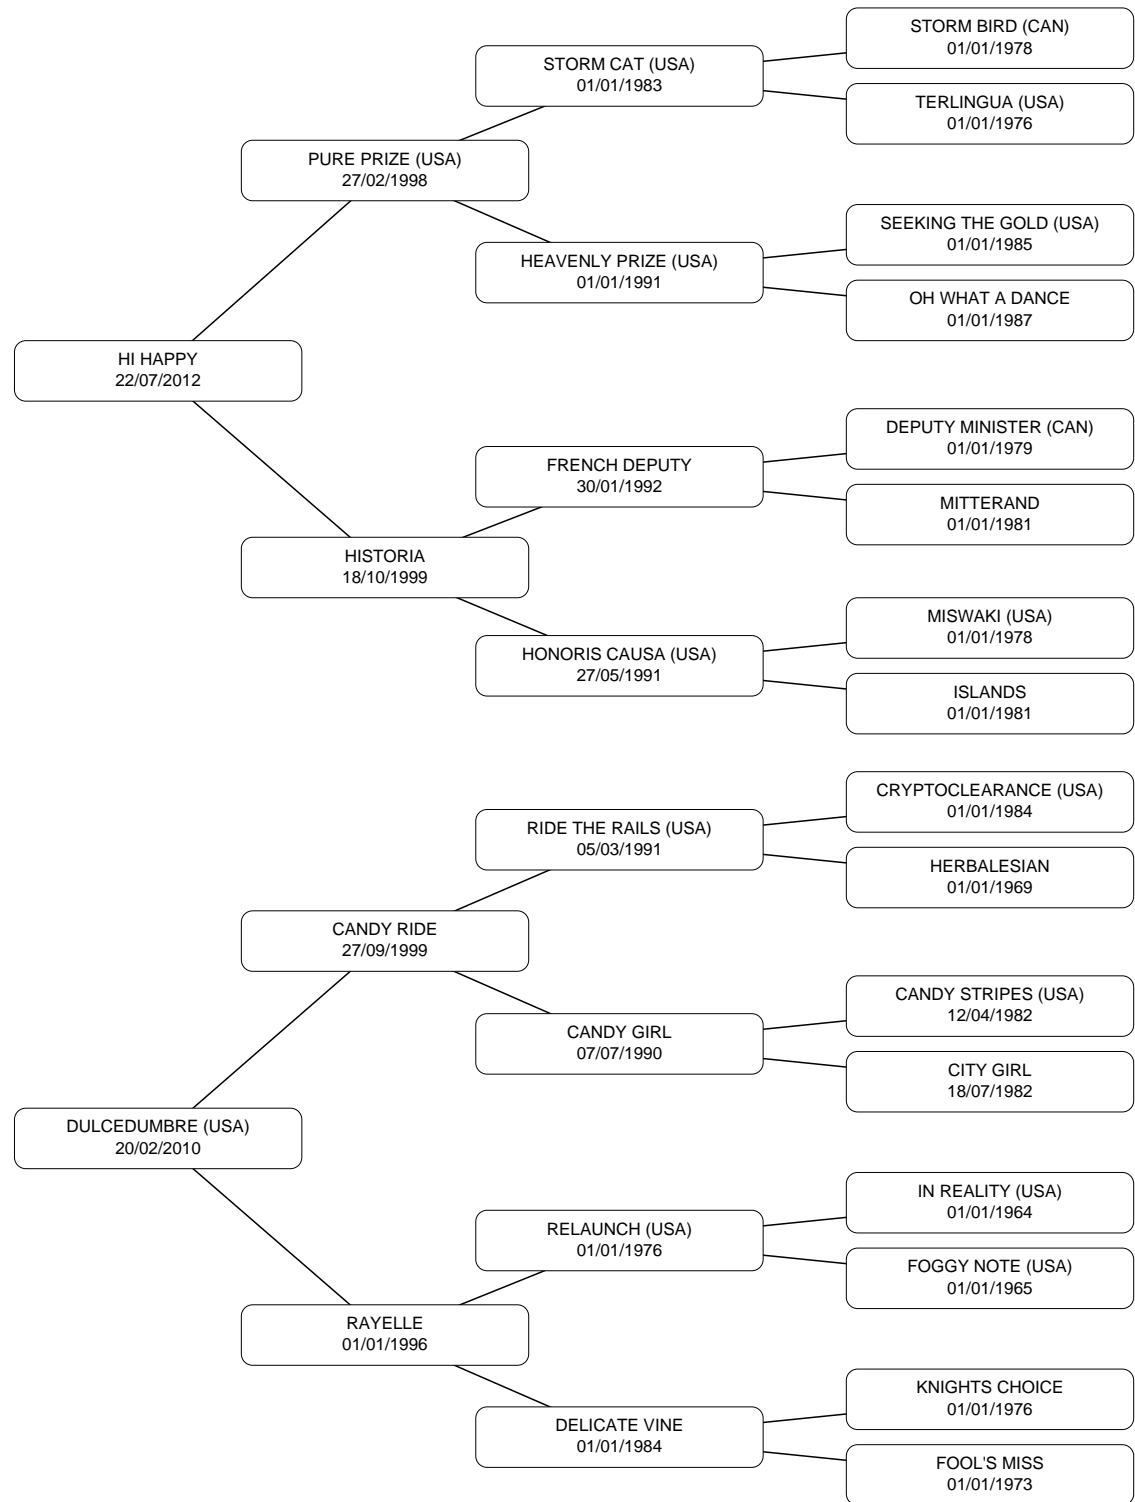 STORM BIRD (CAN)
01/01/1978
STORM CAT (USA)
01/01/1983
TERLINGUA (USA)
01/01/1976
PURE PRIZE (USA)
27/02/1998
SEEKING THE GOLD (USA)
01/01/1985
HEAVENLY PRIZE (USA)
01/01/1991
OH WHAT A DANCE
01/01/1987
HI HAPPY
22/07/2012
DEPUTY MINISTER (CAN)
01/01/1979
FRENCH DEPUTY
30/01/1992
MITTERAND
01/01/1981
HISTORIA
18/10/1999
MISWAKI (USA)
01/01/1978
HONORIS CAUSA (USA)
27/05/1991
ISLANDS
01/01/1981
CRYPTOCLEARANCE (USA)
01/01/1984
RIDE THE RAILS (USA)
05/03/1991
HERBALESIAN
01/01/1969
CANDY RIDE
27/09/1999
CANDY STRIPES (USA)
12/04/1982
CANDY GIRL
07/07/1990
CITY GIRL
18/07/1982
DULCEDUMBRE (USA)
20/02/2010
IN REALITY (USA)
01/01/1964
RELAUNCH (USA)
01/01/1976
FOGGY NOTE (USA)
01/01/1965
RAYELLE
01/01/1996
KNIGHTS CHOICE
01/01/1976
DELICATE VINE
01/01/1984
FOOL'S MISS
01/01/1973